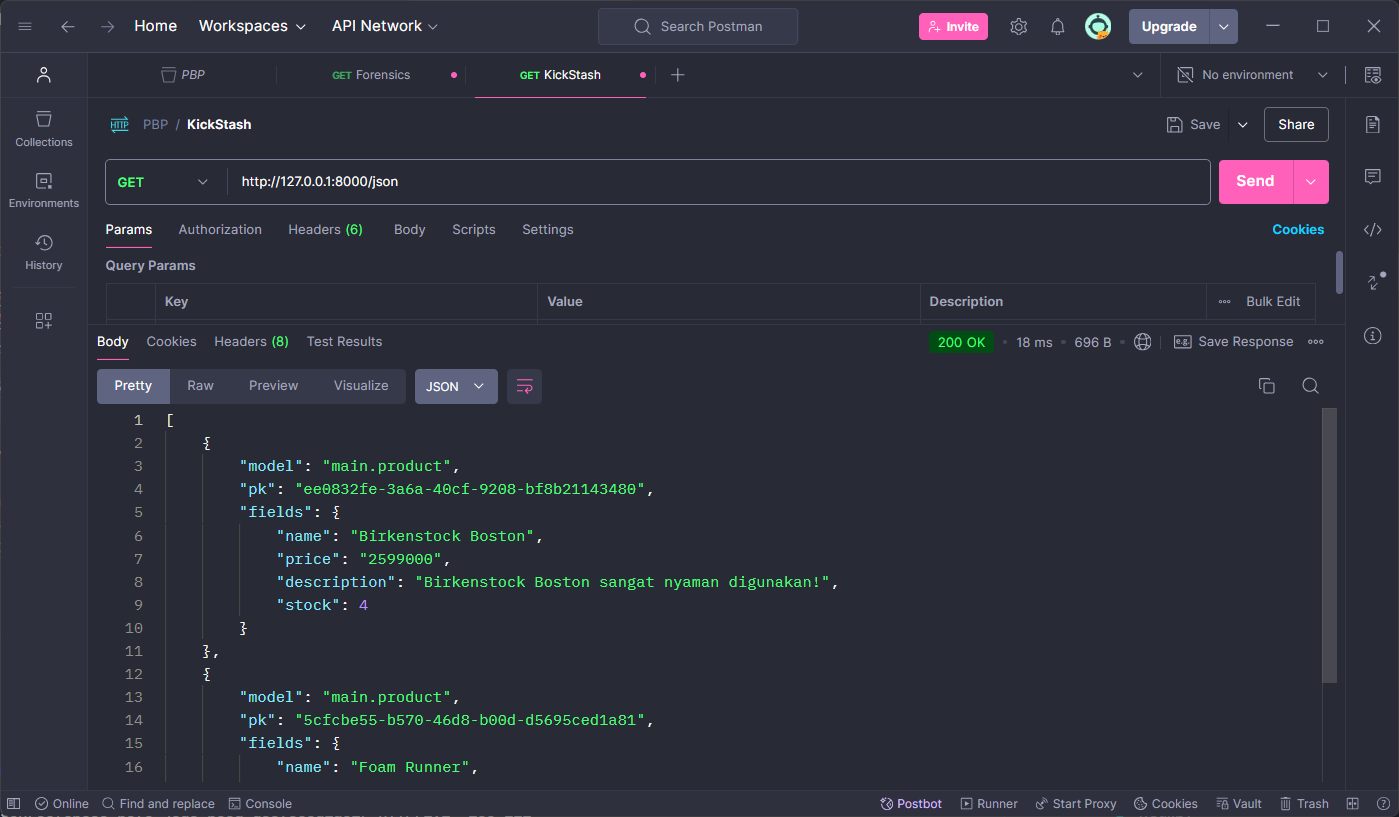 Home Workspaces API Network Search Postman Invite Upgrade
PBP GET Forensics GET KickStash No environment
HTTP PBP / KickStash Save Share
Collections
Environments
History
GET http://127.0.0.1:8000/json Send
Params Authorization Headers (6) Body Scripts Settings Cookies
Query Params
Key Value Description Bulk Edit
Body Cookies Headers (8) Test Results 200 OK 18 ms 696 B e.g. Save Response
Pretty Raw Preview Visualize JSON
1 [
2 {
3 "model": "main.product",
4 "pk": "ee0832fe-3a6a-40cf-9208-bf8b21143480",
5 "fields": {
6 "name": "Birkenstock Boston",
7 "price": "2599000",
8 "description": "Birkenstock Boston sangat nyaman digunakan!",
9 "stock": 4
10 }
11 },
12 {
13 "model": "main.product",
14 "pk": "5cfcbe55-b570-46d8-b00d-d5695ced1a81",
15 "fields": {
16 "name": "Foam Runner",
Online Find and replace Console Postbot Runner Start Proxy Cookies Vault Trash